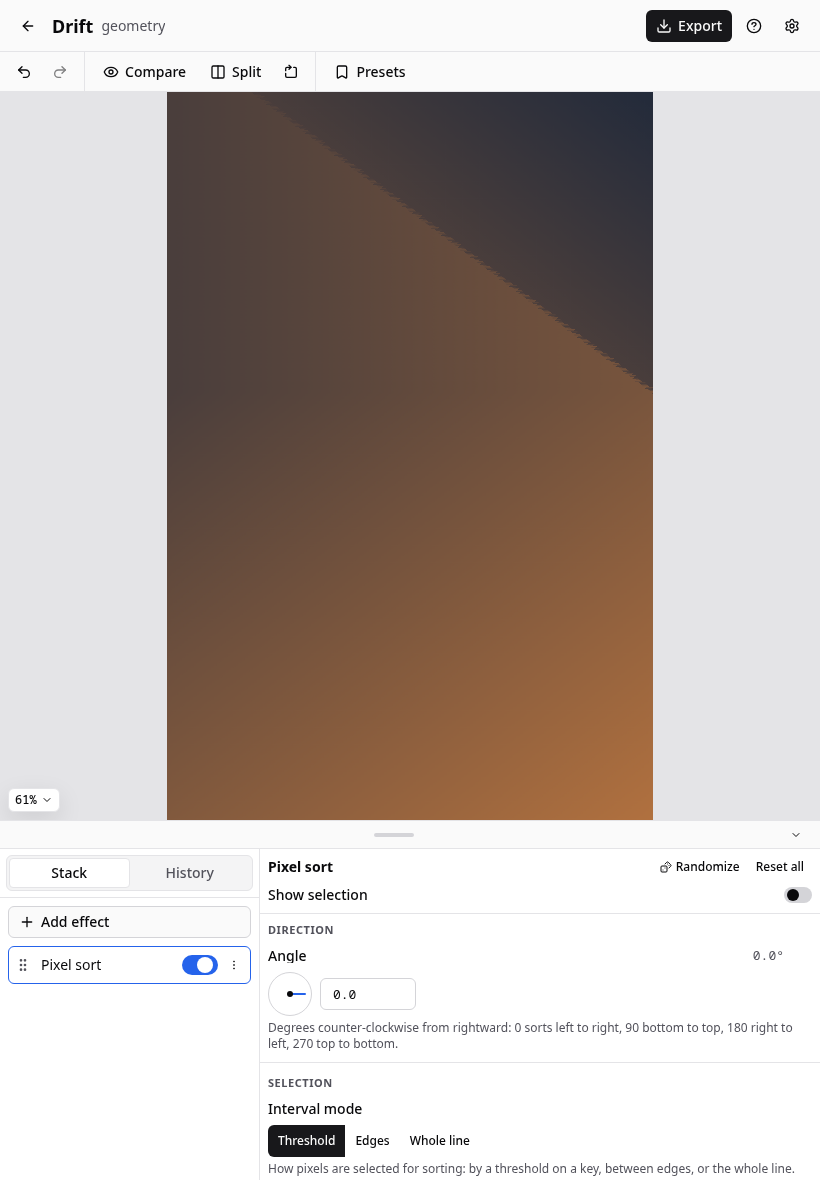 Drift geometry
Export
Compare Split Presets
61%
Stack History
Add effect
Pixel sort
Pixel sort
Randomize Reset all
Show selection
DIRECTION
Angle 0.0°
0.0
Degrees counter-clockwise from rightward: 0 sorts left to right, 90 bottom to top, 180 right to
left, 270 top to bottom.
SELECTION
Interval mode
Threshold Edges Whole line
How pixels are selected for sorting: by a threshold on a key, between edges, or the whole line.